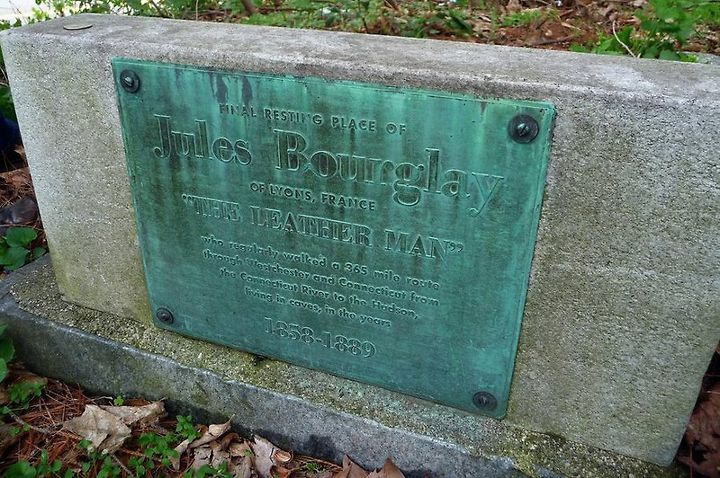 FINAL RESTING PLACE OF
Jules Bourglay
OF LYONS, FRANCE
"THE LEATHER MAN"
who regularly walked a 365 mile route
through Westchester and Connecticut from
the Connecticut River to the Hudson,
living in caves, in the years
1858-1889